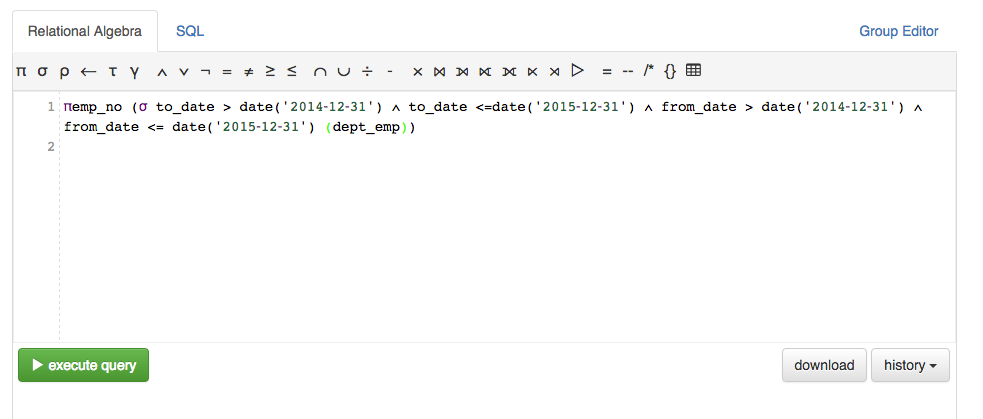 Relational Algebra SQL Group Editor
π σ ρ ← τ γ ∧ ∨ ¬ = ≠ ≥ ≤ ∩ ∪ ÷ - × ⋈ ⟕ ⟖ ⟗ ⋉ ⋊ ▷ = -- /* {}
1 πemp_no (σ to_date > date('2014-12-31') ∧ to_date <=date('2015-12-31') ∧ from_date > date('2014-12-31') ∧
from_date <= date('2015-12-31') (dept_emp))
2
execute query download history